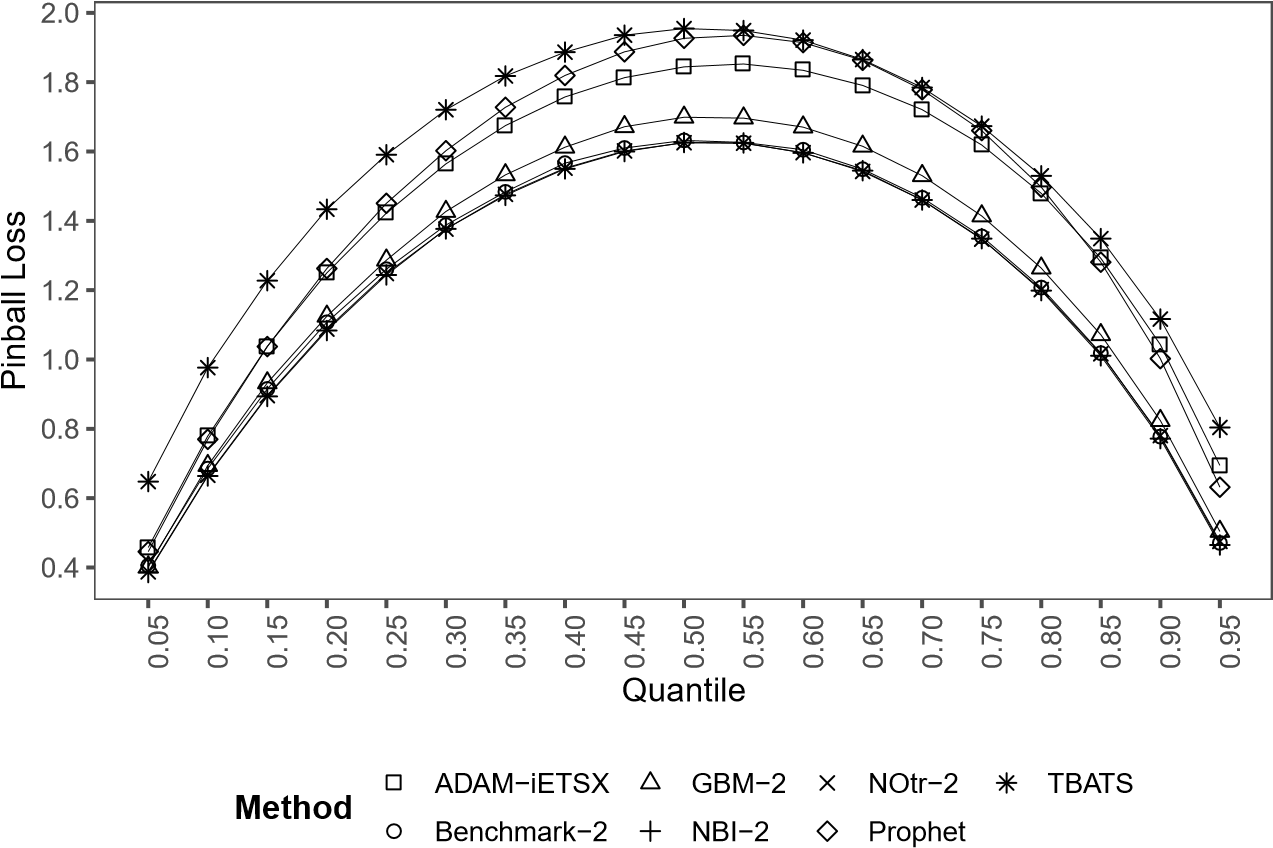 2.0
1.8
1.6
1.4
1.2
1.0
0.8
0.6
0.4
Pinball Loss
0.05 0.10 0.15 0.20 0.25 0.30 0.35 0.40 0.45 0.50 0.55 0.60 0.65 0.70 0.75 0.80 0.85 0.90 0.95
Quantile
Method
ADAM−iETSX GBM−2 NOtr−2 TBATS
Benchmark−2 NBI−2 Prophet